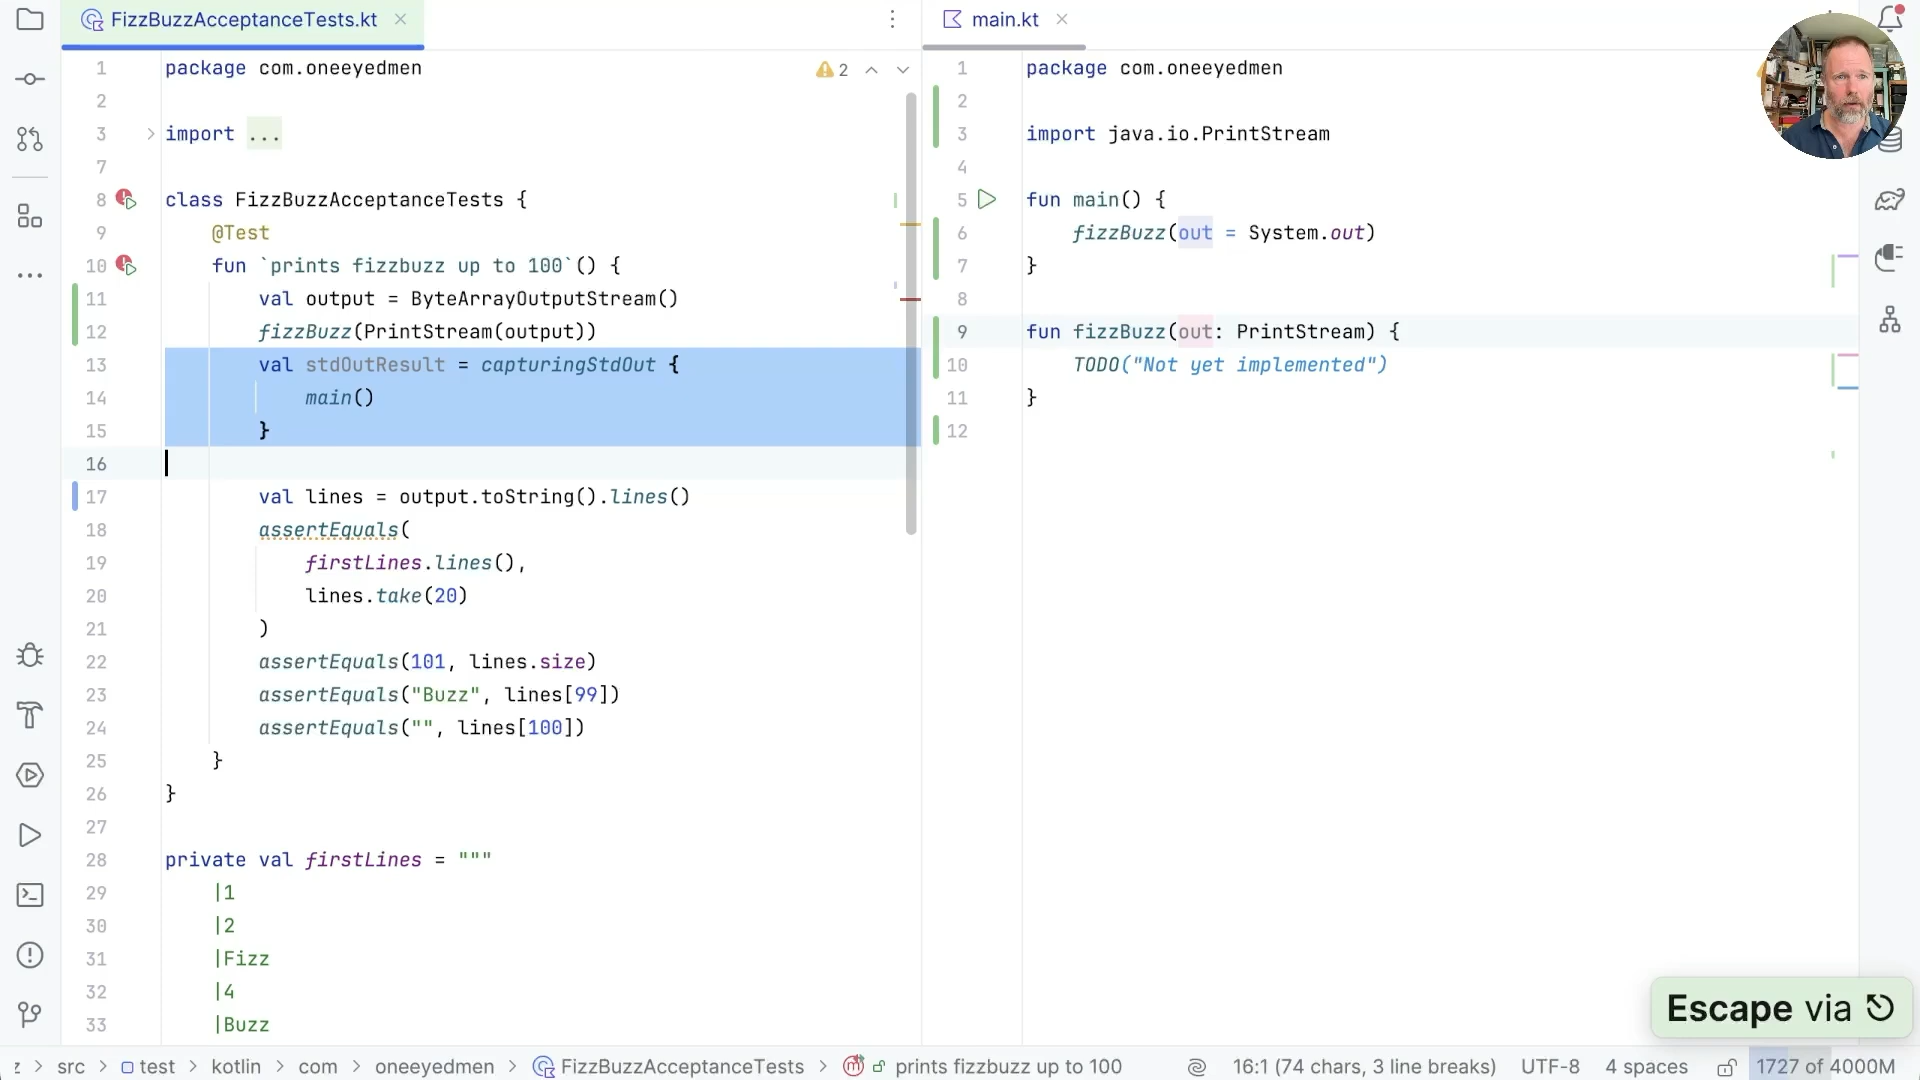 FizzBuzzAcceptanceTests.kt
1 package com.oneeyedmen
2
3 import ...
7
8 class FizzBuzzAcceptanceTests {
9 @Test
10 fun `prints fizzbuzz up to 100`() {
11 val output = ByteArrayOutputStream()
12 fizzBuzz(PrintStream(output))
13 val stdOutResult = capturingStdOut {
14 main()
15 }
16
17 val lines = output.toString().lines()
18 assertEquals(
19 firstLines.lines(),
20 lines.take(20)
21 )
22 assertEquals(101, lines.size)
23 assertEquals("Buzz", lines[99])
24 assertEquals("", lines[100])
25 }
26 }
27
28 private val firstLines = """
29 |1
30 |2
31 |Fizz
32 |4
33 |Buzz
2
main.kt
1 package com.oneeyedmen
2
3 import java.io.PrintStream
4
5 fun main() {
6 fizzBuzz(out = System.out)
7 }
8
9 fun fizzBuzz(out: PrintStream) {
10 TODO("Not yet implemented")
11 }
12
Escape via
z > src > test > kotlin > com > oneeyedmen > FizzBuzzAcceptanceTests > prints fizzbuzz up to 100 16:1 (74 chars, 3 line breaks) UTF-8 4 spaces 1727 of 4000M